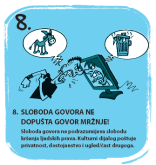 8.
8. SLOBODA GOVORA NE
DOPUŠTA GOVOR MRŽNJE!
Sloboda govora ne podrazumijeva slobodu
kršenja ljudskih prava. Kulturni dijalog poštuje
privatnost, dostojanstvo i ugled/čast drugoga.